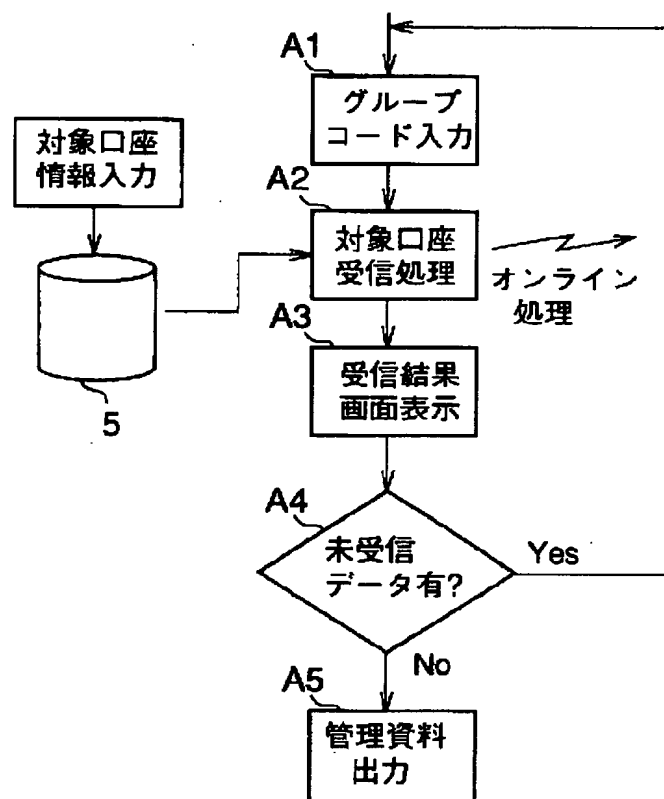 A1
グループ
コード入力
対象口座
情報入力
A2
対象口座
受信処理
オンライン
処理
5
A3
受信結果
画面表示
A4
未受信
データ有?
Yes
No
A5
管理資料
出力